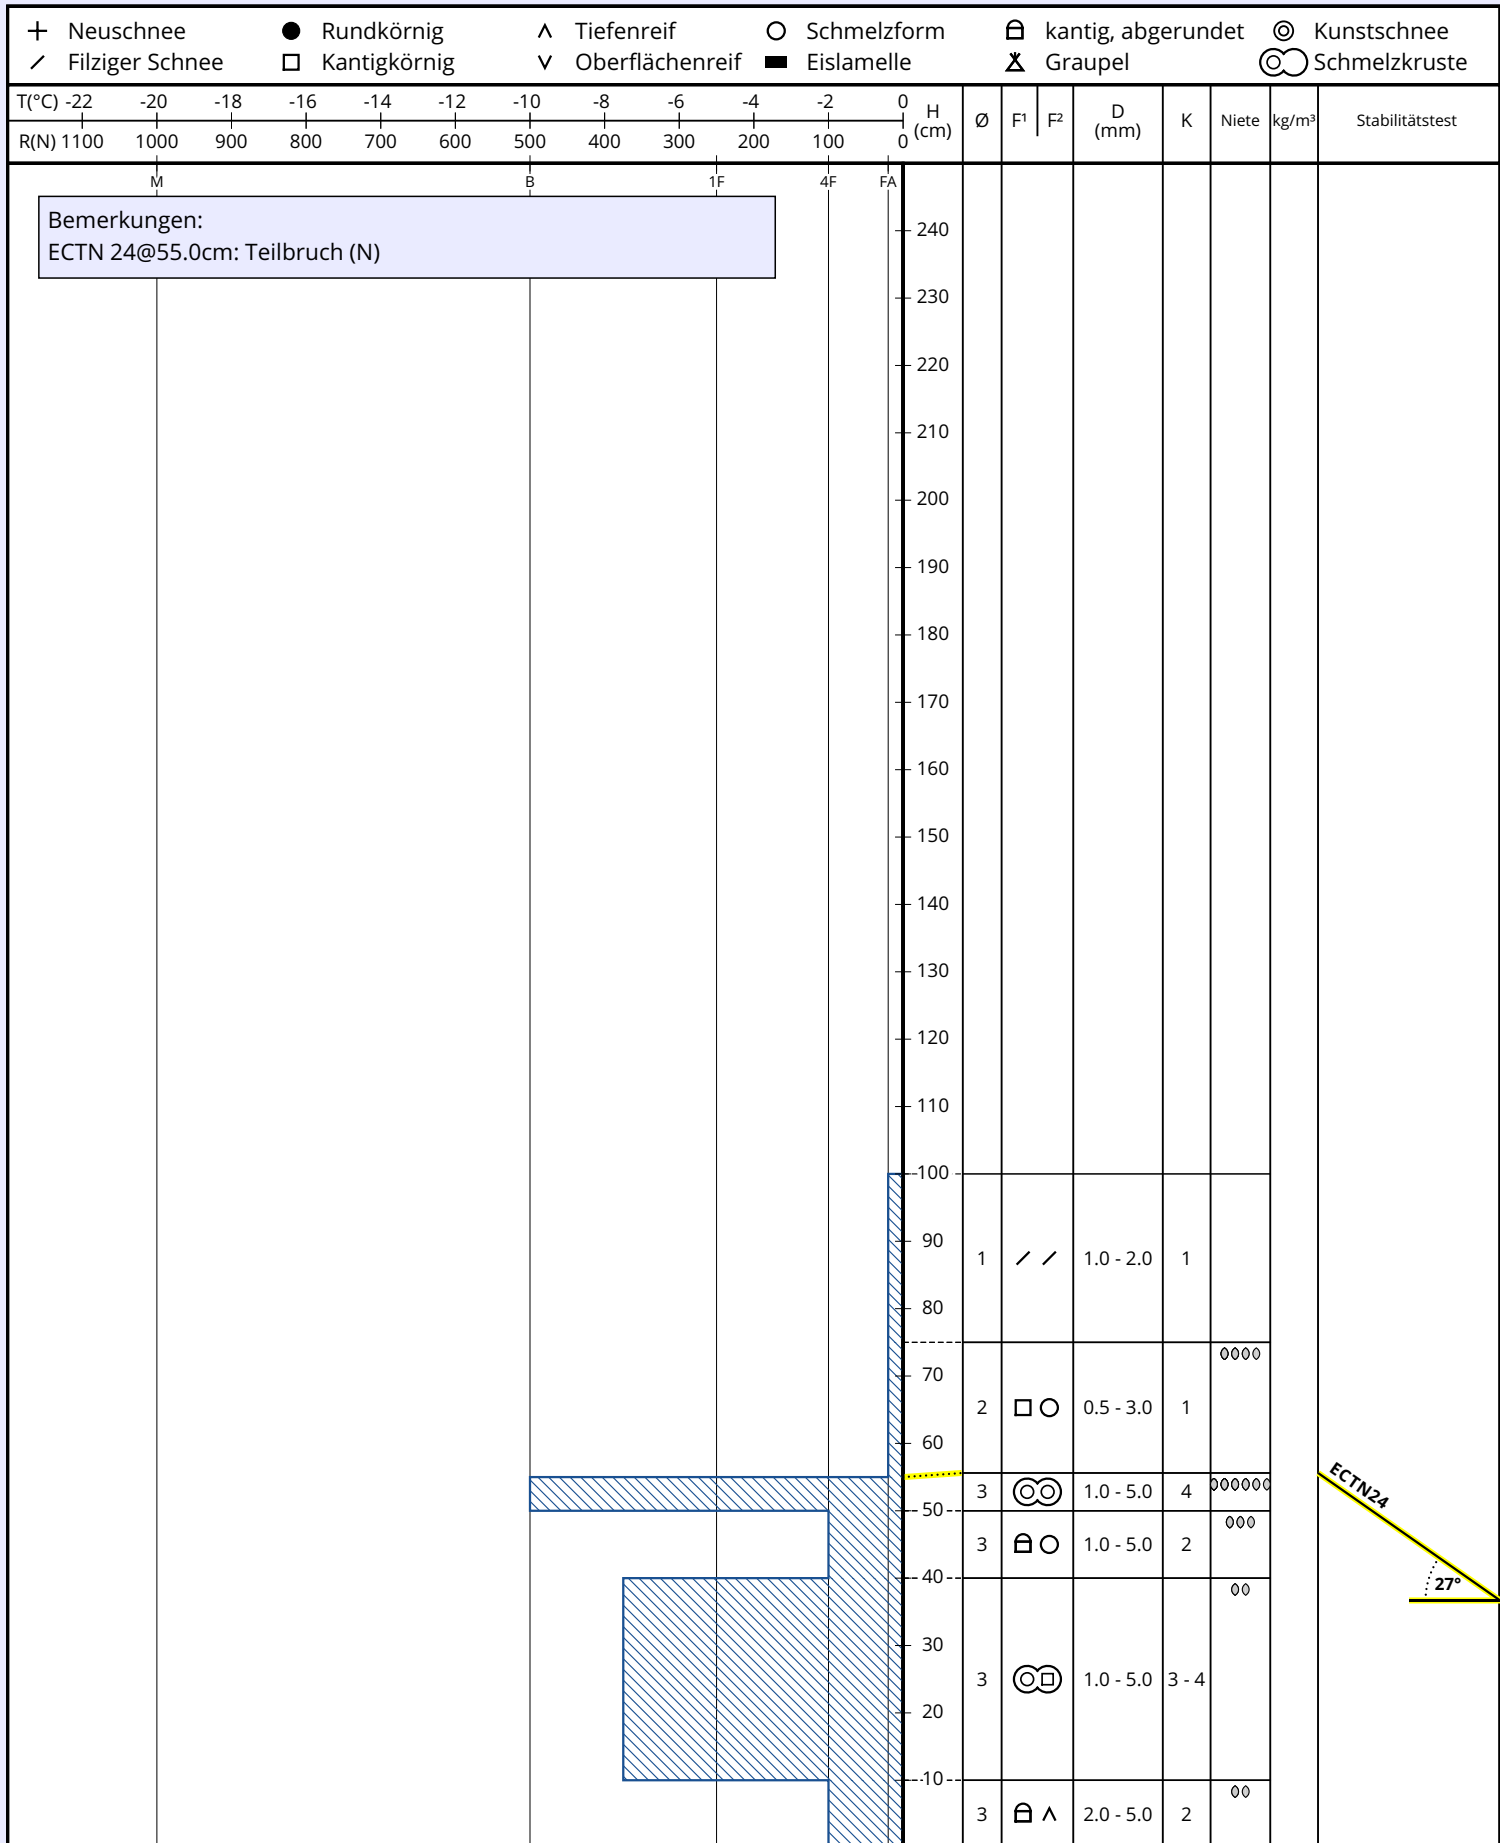 Neuschnee Rundkörnig Tiefenreif Schmelzform kantig, abgerundet Kunstschnee
Filziger Schnee Kantigkörnig Oberflächenreif Eislamelle Graupel Schmelzkruste
T(°C) -22 -20 -18 -16 -14 -12 -10 -8 -6 -4 -2 0
R(N) 1100 1000 900 800 700 600 500 400 300 200 100 0
H (cm) Ø F¹ F² D (mm) K Niete kg/m³ Stabilitätstest
M B 1F 4F FA
Bemerkungen:
ECTN 24@55.0cm: Teilbruch (N)
240
230
220
210
200
190
180
170
160
150
140
130
120
110
100
90
1 1.0 - 2.0 1
80
70
2 0.5 - 3.0 1
60
ECTN24
3 1.0 - 5.0 4
50
3 1.0 - 5.0 2
40
27°
30
3 1.0 - 5.0 3 - 4
20
10
3 2.0 - 5.0 2